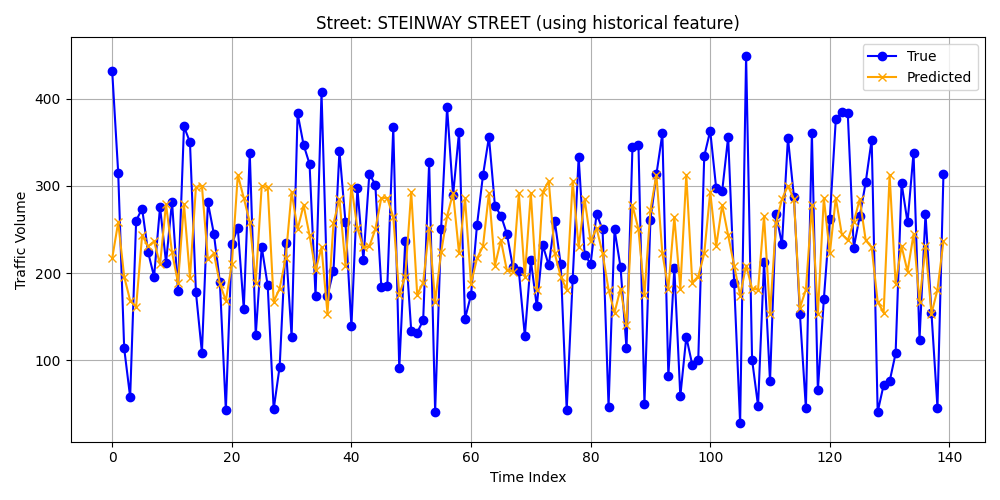 Street: STEINWAY STREET (using historical feature)
True
Predicted
Traffic Volume
400
300
200
100
0 20 40 60 80 100 120 140
Time Index